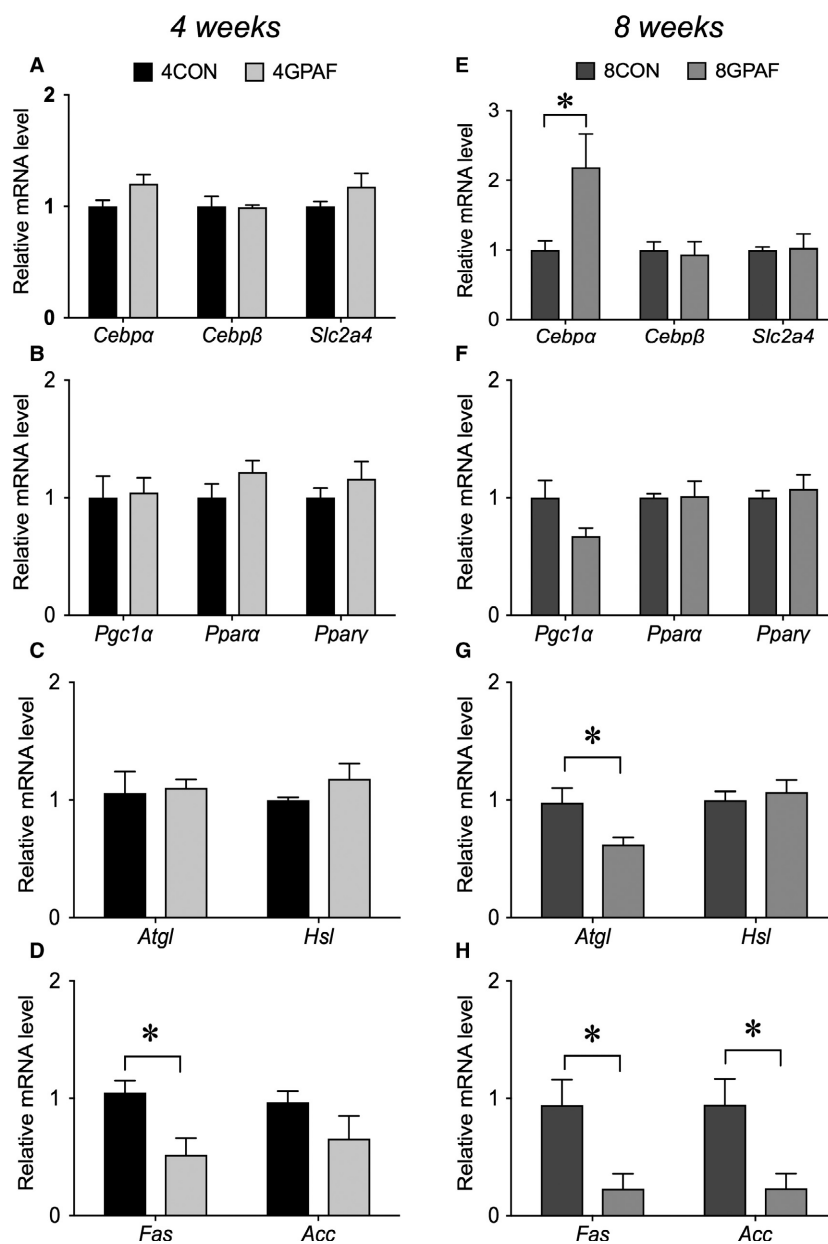 4 weeks
A
4CON 4GPAF
Relative mRNA level
2
1
0
Cebpα Cebpβ Slc2a4
B
Relative mRNA level
2
1
0
Pgc1α Pparα Pparγ
C
Relative mRNA level
2
1
0
Atgl Hsl
D
Relative mRNA level
2
1
0
*
Fas Acc
8 weeks
E
8CON 8GPAF
Relative mRNA level
3
2
1
0
*
Cebpα Cebpβ Slc2a4
F
Relative mRNA level
2
1
0
Pgc1α Pparα Pparγ
G
Relative mRNA level
2
1
0
*
Atgl Hsl
H
Relative mRNA level
2
1
0
* *
Fas Acc